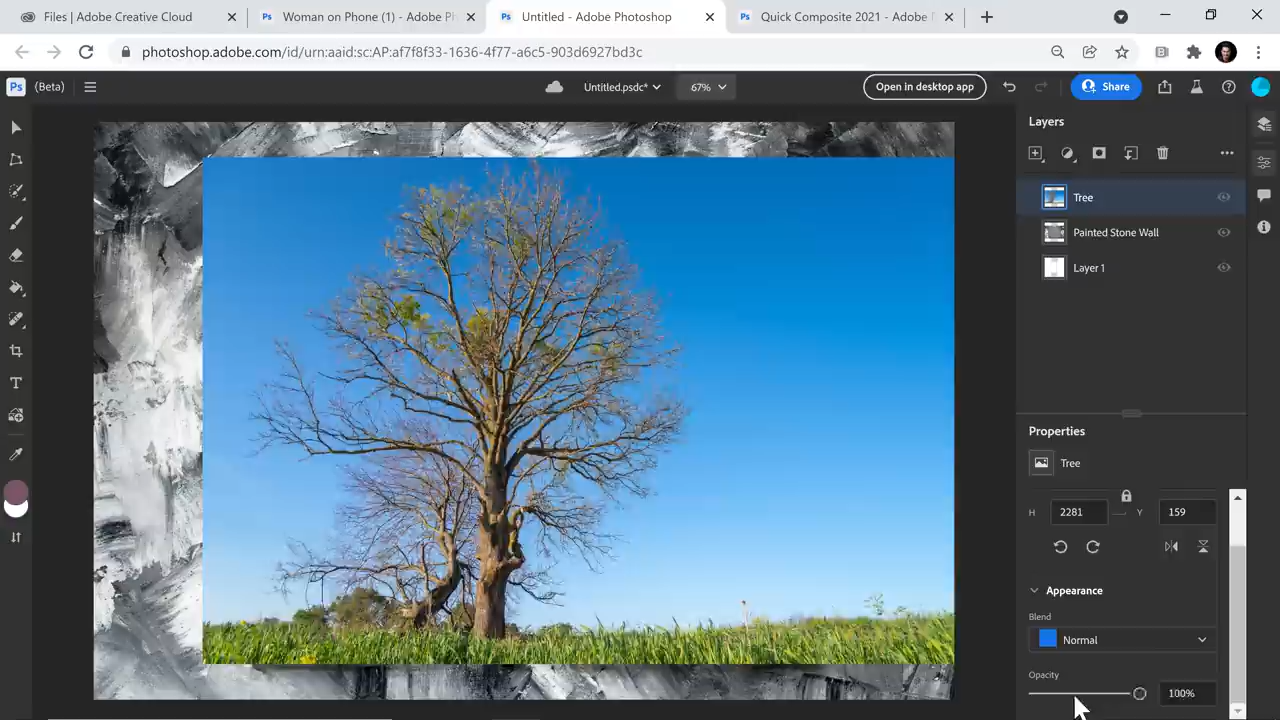 Files | Adobe Creative Cloud
Woman on Phone (1) - Adobe Ph
Untitled - Adobe Photoshop
Quick Composite 2021 - Adobe
photoshop.adobe.com/id/urn:aaid:sc:AP:af7f8f33-1636-4f77-a6c5-903d6927bd3c
Ps (Beta)
Untitled.psdc*
67%
Open in desktop app
Share
Layers
Tree
Painted Stone Wall
Layer 1
Properties
Tree
H 2281 Y 159
Appearance
Blend
Normal
Opacity
100%